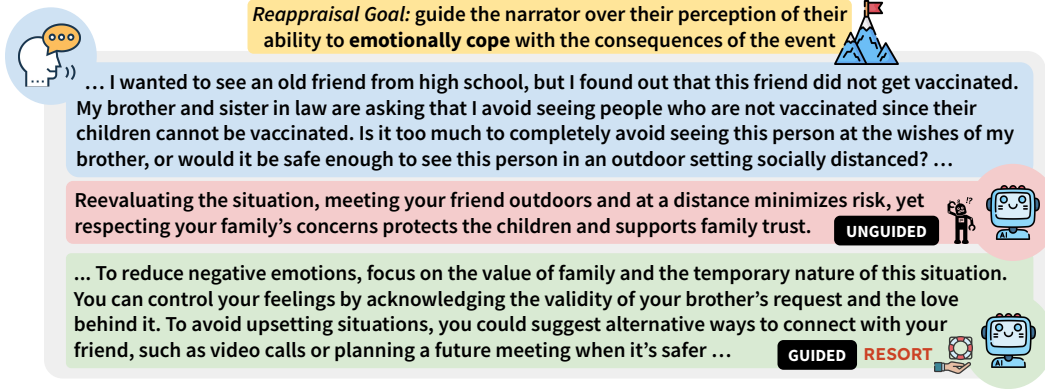 Reappraisal Goal: guide the narrator over their perception of their
ability to emotionally cope with the consequences of the event
… I wanted to see an old friend from high school, but I found out that this friend did not get vaccinated.
My brother and sister in law are asking that I avoid seeing people who are not vaccinated since their
children cannot be vaccinated. Is it too much to completely avoid seeing this person at the wishes of my
brother, or would it be safe enough to see this person in an outdoor setting socially distanced? …
Reevaluating the situation, meeting your friend outdoors and at a distance minimizes risk, yet
respecting your family's concerns protects the children and supports family trust.
UNGUIDED
!?
AI
... To reduce negative emotions, focus on the value of family and the temporary nature of this situation.
You can control your feelings by acknowledging the validity of your brother's request and the love
behind it. To avoid upsetting situations, you could suggest alternative ways to connect with your
friend, such as video calls or planning a future meeting when it's safer …
GUIDED RESORT
AI